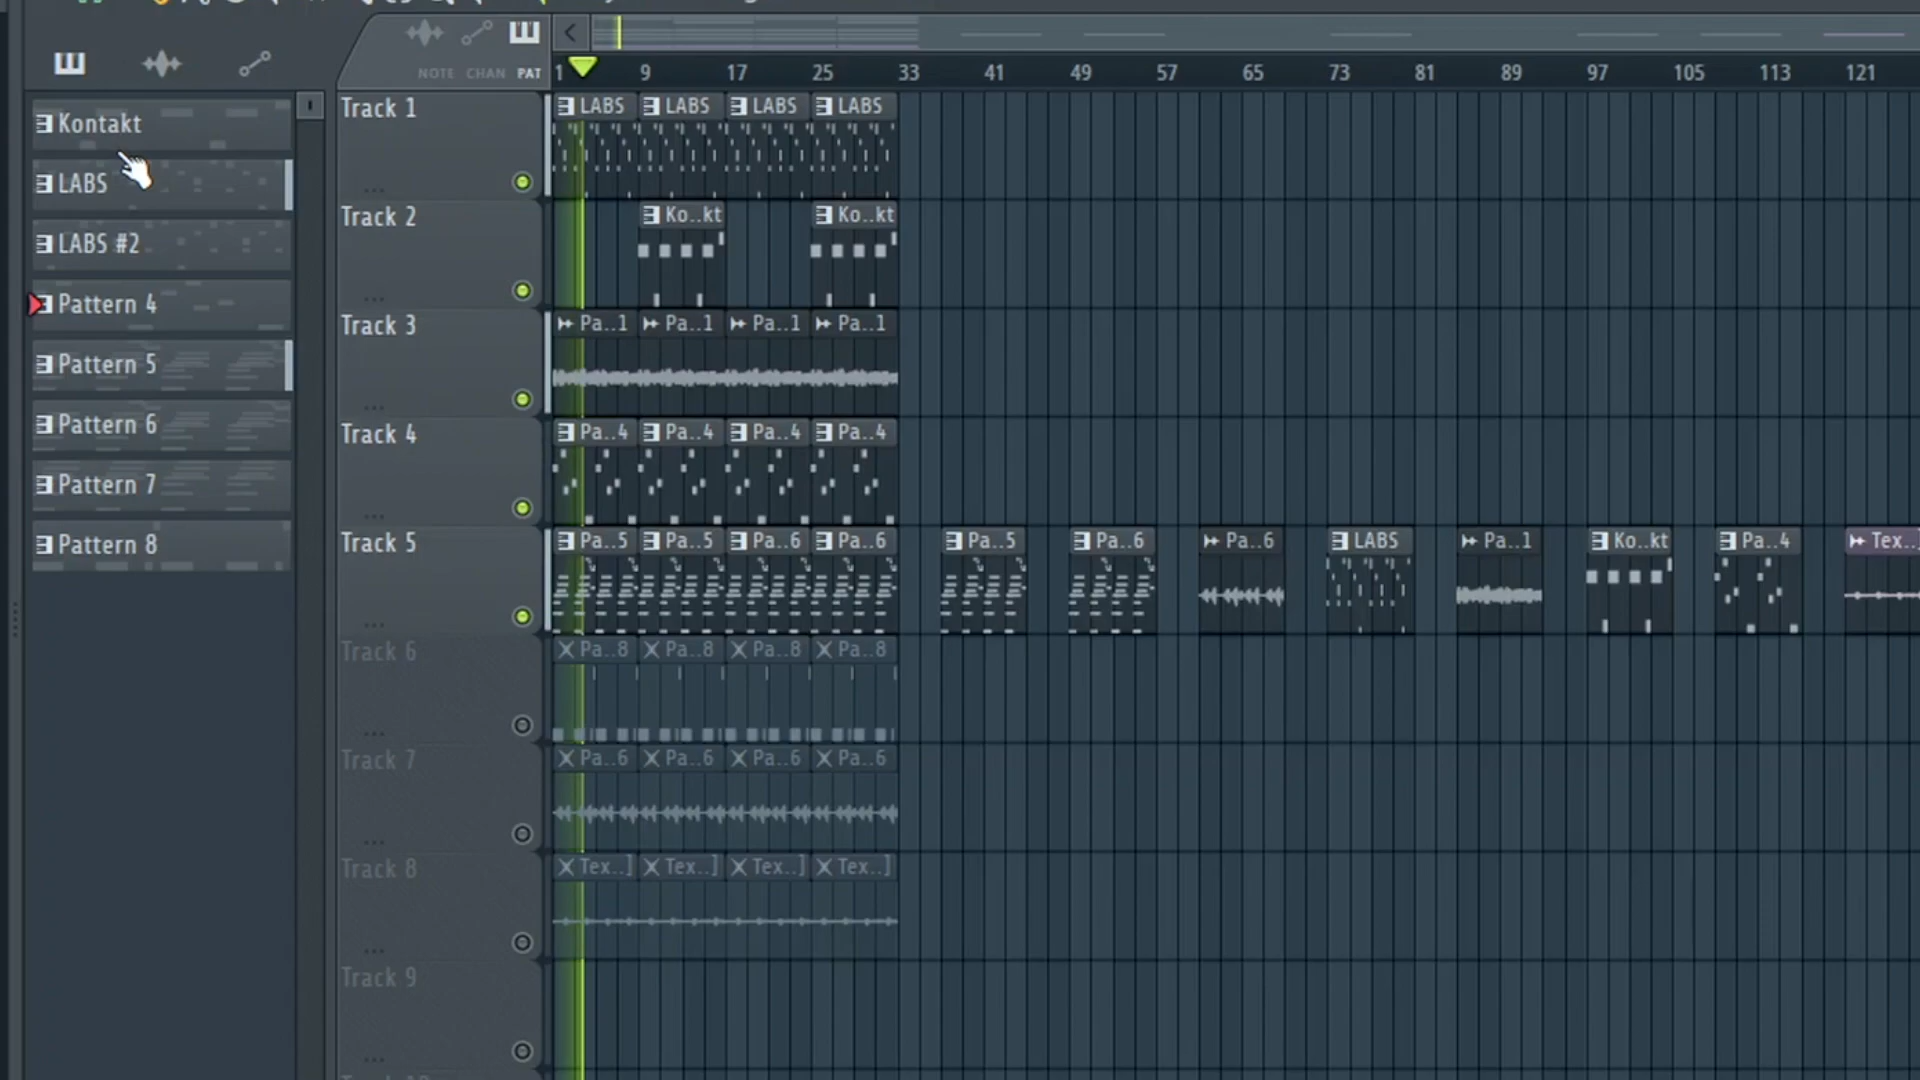 NOTE CHAN PAT
1 9 17 25 33 41 49 57 65 73 81 89 97 105 113 121
Kontakt
LABS
LABS #2
Pattern 4
Pattern 5
Pattern 6
Pattern 7
Pattern 8
Track 1
LABS LABS LABS LABS
Track 2
Ko..kt Ko..kt
Track 3
Pa..1 Pa..1 Pa..1 Pa..1
Track 4
Pa..4 Pa..4 Pa..4 Pa..4
Track 5
Pa..5 Pa..5 Pa..6 Pa..6 Pa..5 Pa..6 Pa..6 LABS Pa..1 Ko..kt Pa..4 Tex..]
Track 6
Pa..8 Pa..8 Pa..8 Pa..8
Track 7
Pa..6 Pa..6 Pa..6 Pa..6
Track 8
Tex..] Tex..] Tex..] Tex..]
Track 9